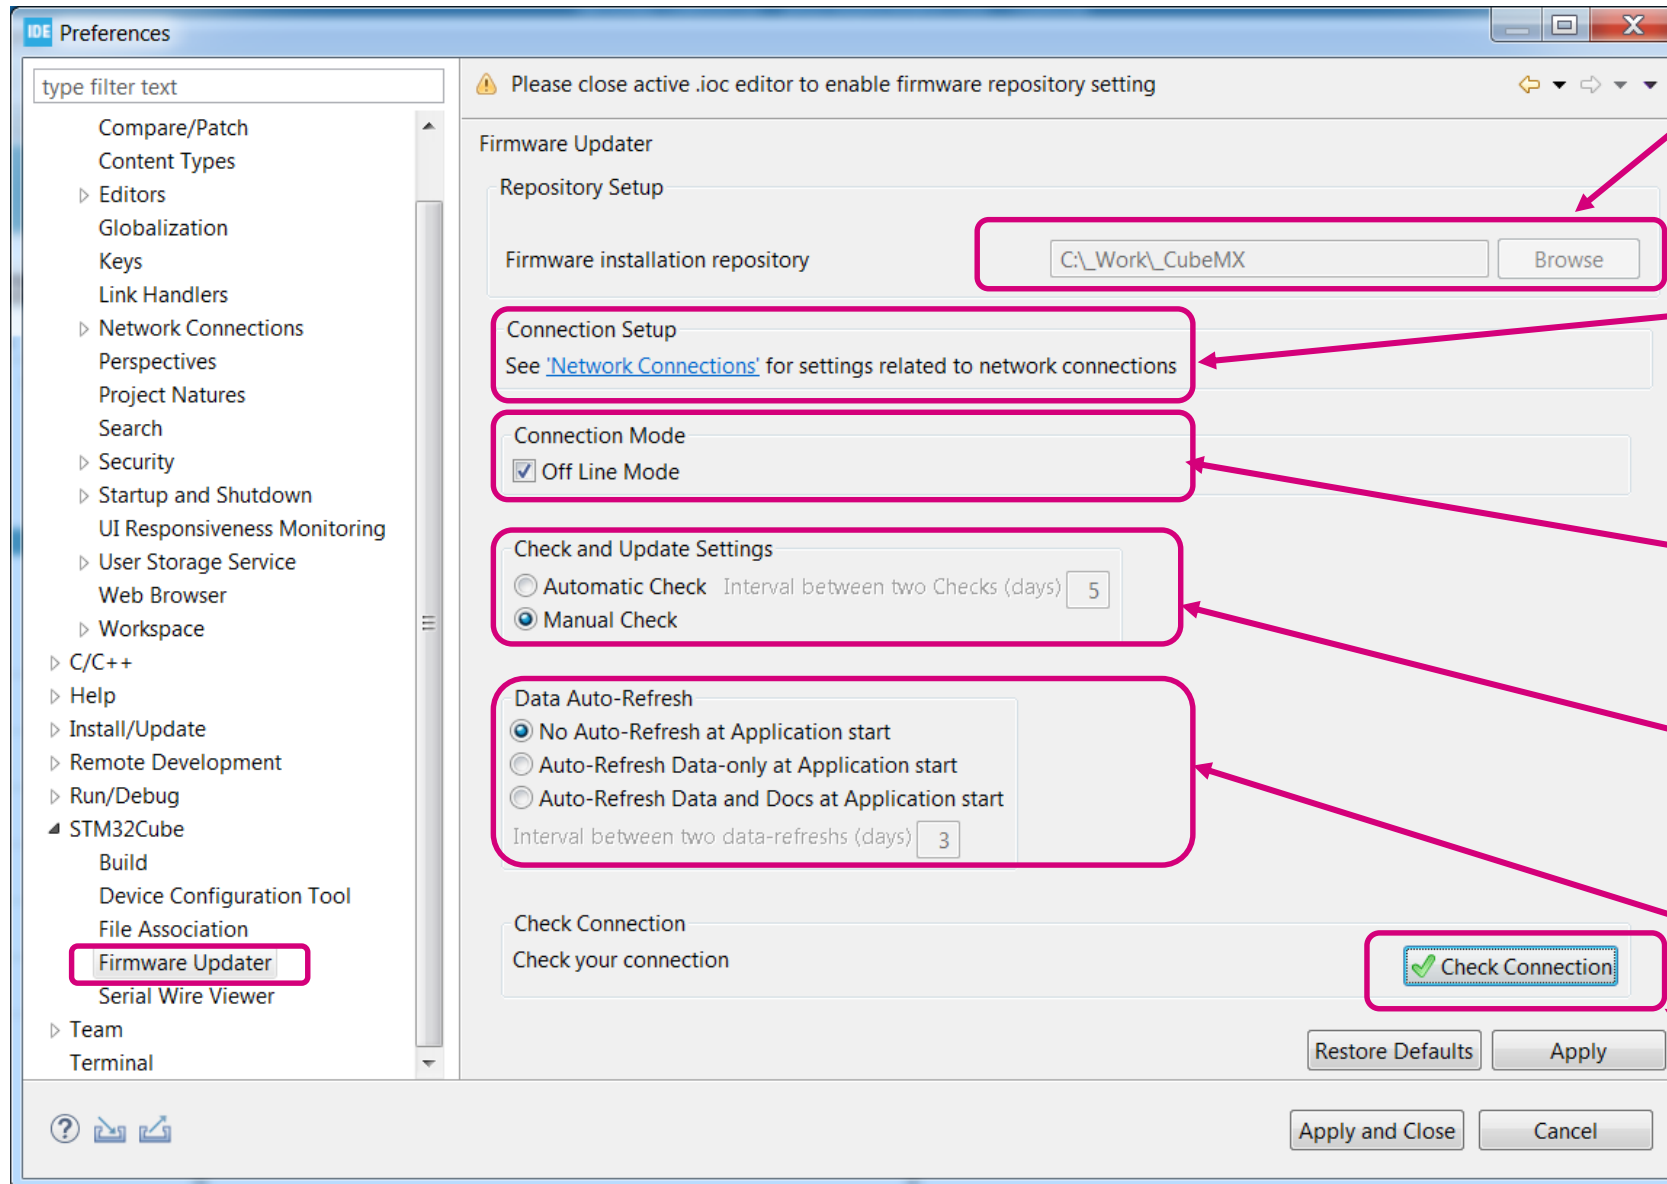 IDE Preferences
type filter text
Compare/Patch
Content Types
Editors
Globalization
Keys
Link Handlers
Network Connections
Perspectives
Project Natures
Search
Security
Startup and Shutdown
UI Responsiveness Monitoring
User Storage Service
Web Browser
Workspace
C/C++
Help
Install/Update
Remote Development
Run/Debug
STM32Cube
Build
Device Configuration Tool
File Association
Firmware Updater
Serial Wire Viewer
Team
Terminal
Please close active .ioc editor to enable firmware repository setting
Firmware Updater
Repository Setup
Firmware installation repository C:\_Work\_CubeMX Browse
Connection Setup
See 'Network Connections' for settings related to network connections
Connection Mode
Off Line Mode
Check and Update Settings
Automatic Check Interval between two Checks (days) 5
Manual Check
Data Auto-Refresh
No Auto-Refresh at Application start
Auto-Refresh Data-only at Application start
Auto-Refresh Data and Docs at Application start
Interval between two data-refreshs (days) 3
Check Connection
Check your connection Check Connection
Restore Defaults Apply
Apply and Close Cancel